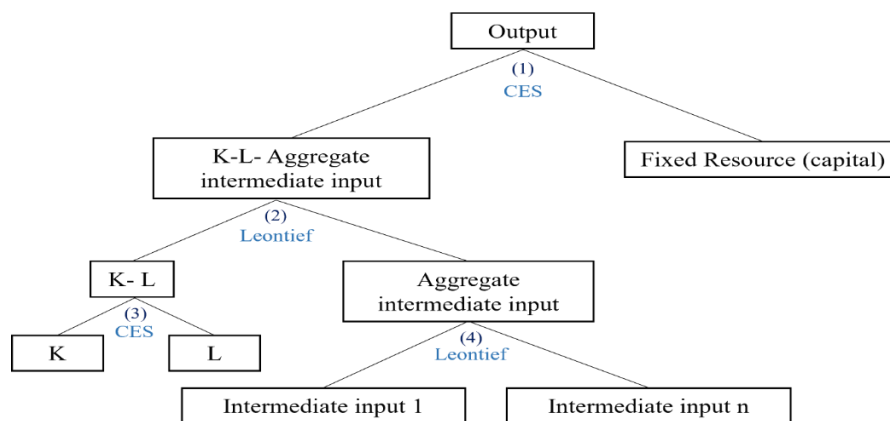 Output
(1)
CES
K-L- Aggregate
intermediate input
Fixed Resource (capital)
(2)
Leontief
K- L
Aggregate
intermediate input
(3)
CES
K
L
(4)
Leontief
Intermediate input 1
Intermediate input n